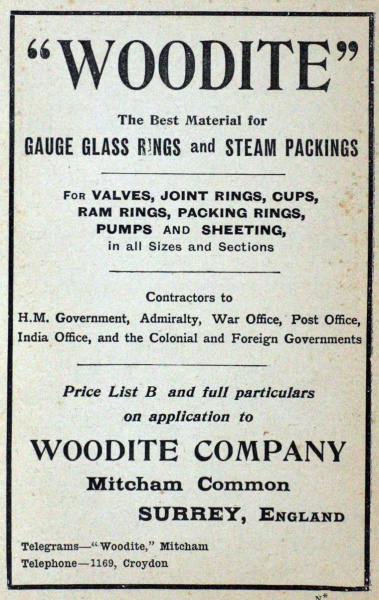 "WOODITE"
The Best Material for
GAUGE GLASS RINGS and STEAM PACKINGS
FOR VALVES, JOINT RINGS, CUPS,
RAM RINGS, PACKING RINGS,
PUMPS AND SHEETING,
in all Sizes and Sections
Contractors to
H.M. Government, Admiralty, War Office, Post Office,
India Office, and the Colonial and Foreign Governments
Price List B and full particulars
on application to
WOODITE COMPANY
Mitcham Common
SURREY, ENGLAND
Telegrams—"Woodite," Mitcham
Telephone—1169, Croydon
N*